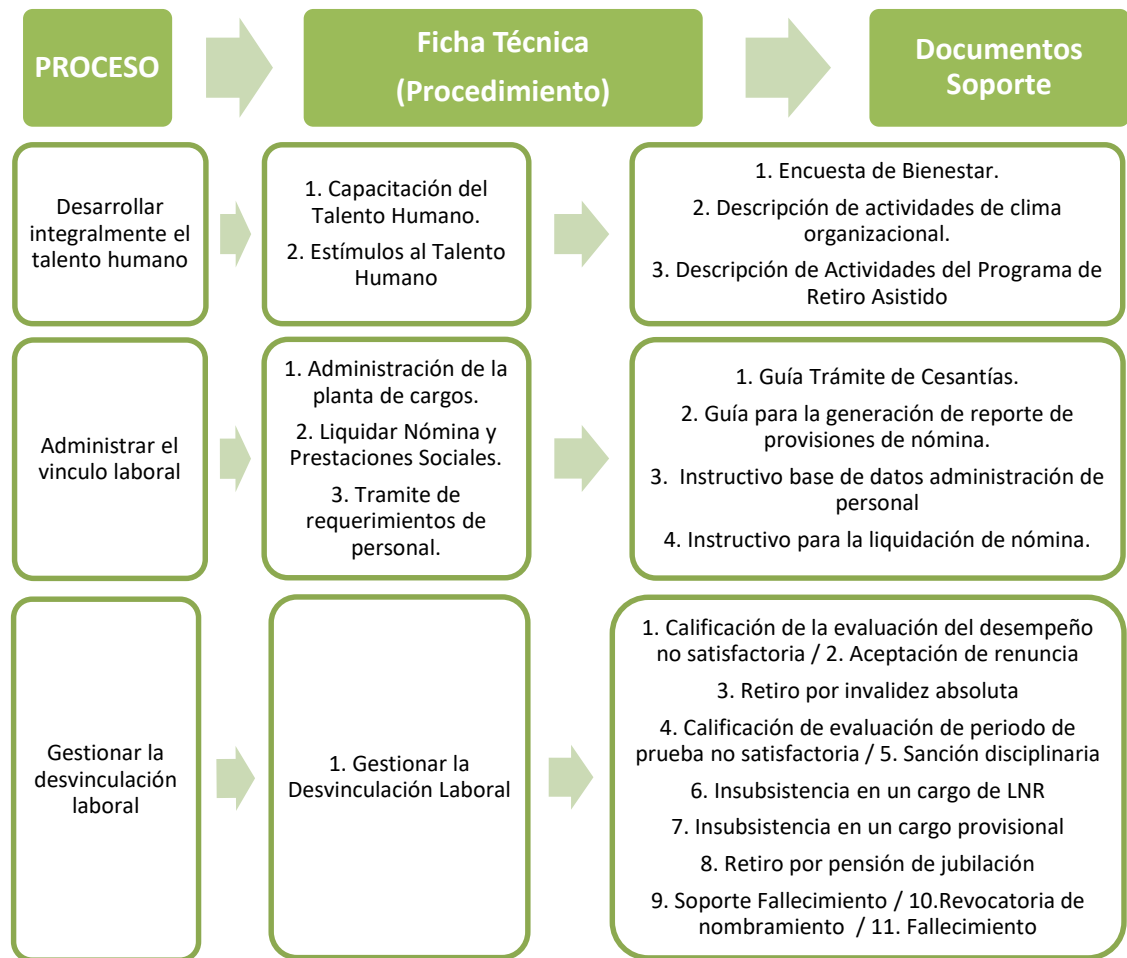 PROCESO
Ficha Técnica
(Procedimiento)
Documentos
Soporte
Desarrollar
integralmente el
talento humano
1. Capacitación del
Talento Humano.
2. Estímulos al Talento
Humano
1. Encuesta de Bienestar.
2. Descripción de actividades de clima
organizacional.
3. Descripción de Actividades del Programa de
Retiro Asistido
Administrar el
vinculo laboral
1. Administración de la
planta de cargos.
2. Liquidar Nómina y
Prestaciones Sociales.
3. Tramite de
requerimientos de
personal.
1. Guía Trámite de Cesantías.
2. Guía para la generación de reporte de
provisiones de nómina.
3.  Instructivo base de datos administración de
personal
4. Instructivo para la liquidación de nómina.
Gestionar la
desvinculación
laboral
1. Gestionar la
Desvinculación Laboral
1. Calificación de la evaluación del desempeño
no satisfactoria / 2. Aceptación de renuncia
3. Retiro por invalidez absoluta
4. Calificación de evaluación de periodo de
prueba no satisfactoria / 5. Sanción disciplinaria
6. Insubsistencia en un cargo de LNR
7. Insubsistencia en un cargo provisional
8. Retiro por pensión de jubilación
9. Soporte Fallecimiento / 10.Revocatoria de
nombramiento  / 11. Fallecimiento